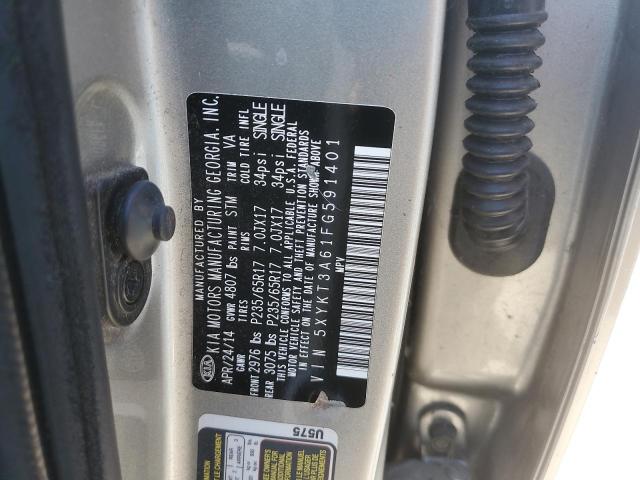 MANUFACTURED BY
KIA MOTORS MANUFACTURING GEORGIA, INC.
KIA
APR/24/14 GVWR 4807 lbs PAINT STM TRIM VA
GAWR TIRES RIMS COLD TIRE INFL
FRONT 2976 lbs P235/65R17 7.0JX17 34psi SINGLE
REAR 3075 lbs P235/65R17 7.0JX17 34psi SINGLE
THIS VEHICLE CONFORMS TO ALL APPLICABLE U.S.A. FEDERAL
MOTOR VEHICLE SAFETY AND THEFT PREVENTION STANDARDS
IN EFFECT ON THE DATE OF MANUFACTURE SHOWN ABOVE
VIN 5XYKT3A61FG591401
MPV
U575